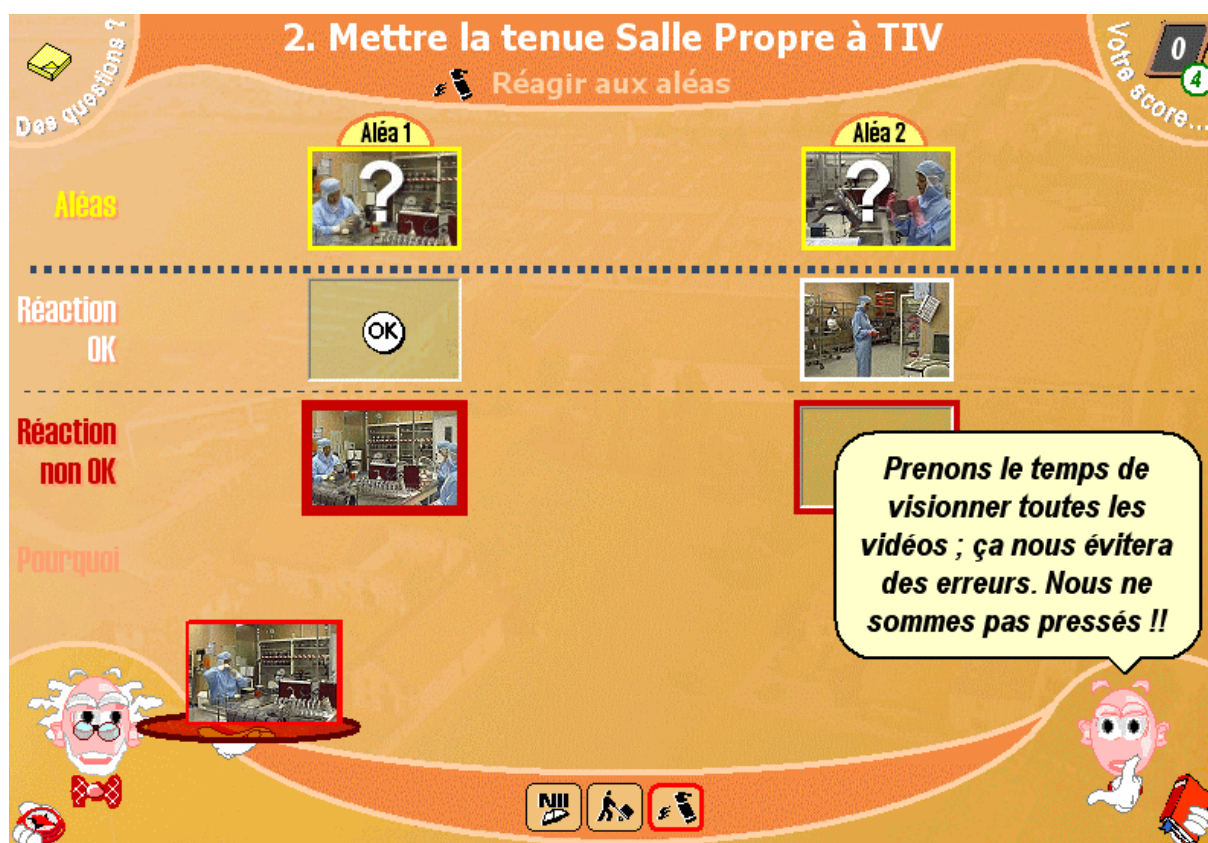 Des questions ?
2. Mettre la tenue Salle Propre à TIV
Réagir aux aléas
Votre score...
0
4
Aléa 1
Aléa 2
Aléas
?
?
Réaction
OK
OK
Réaction
non OK
Pourquoi
Prenons le temps de
visionner toutes les
vidéos ; ça nous évitera
des erreurs. Nous ne
sommes pas pressés !!